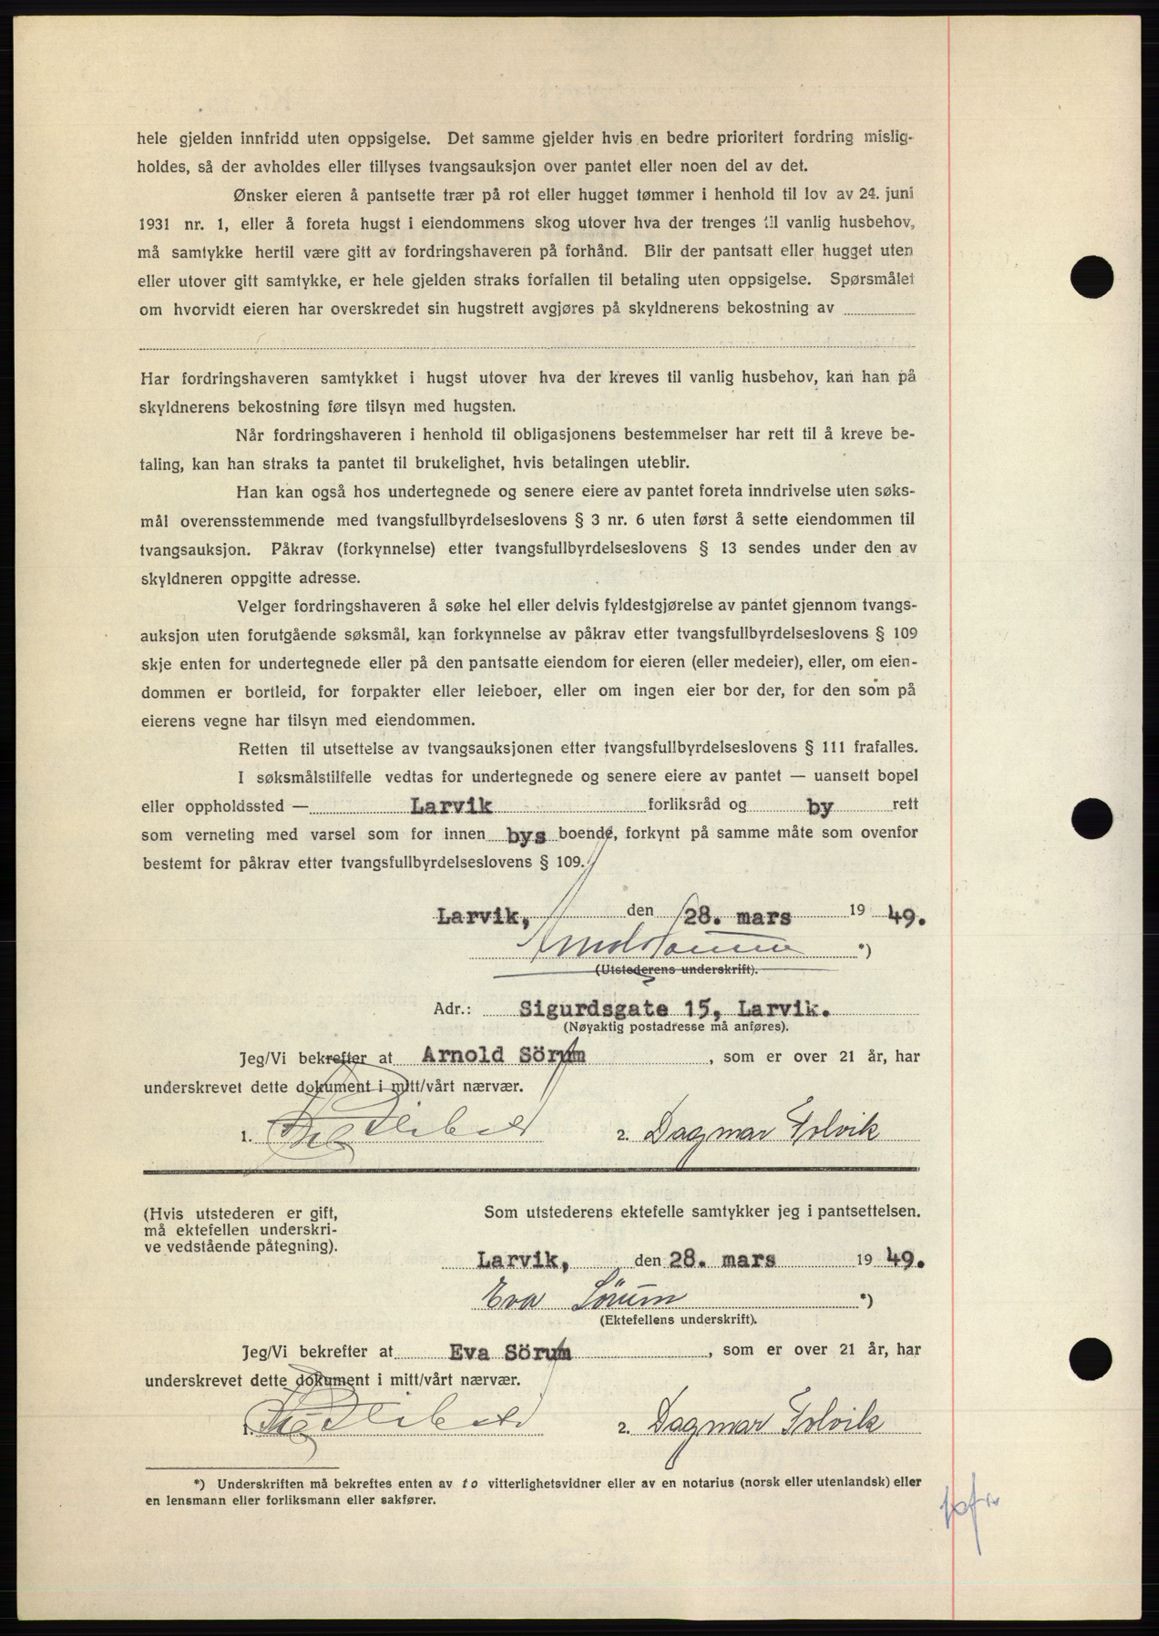 hele gjelden innfridd uten oppsigelse. Det samme gjelder hvis en bedre prioritert fordring mislig-
holdes, så der avholdes eller tillyses tvangsauksjon over pantet eller noen del av det.
Ønsker eieren å pantsette trær på rot eller hugget tømmer i henhold til lov av 24. juni
1931 nr. 1, eller å foreta hugst i eiendommens skog utover hva der trenges til vanlig husbehov,
må samtykke hertil være gitt av fordringshaveren på forhånd. Blir der pantsatt eller hugget uten
eller utover gitt samtykke, er hele gjelden straks forfallen til betaling uten oppsigelse. Spørsmålet
om hvorvidt eieren har overskredet sin hugstrett avgjøres på skyldnerens bekostning av
Har fordringshaveren samtykket i hugst utover hva der kreves til vanlig husbehov, kan han på
skyldnerens bekostning føre tilsyn med hugsten.
Når fordringshaveren i henhold til obligasjonens bestemmelser har rett til å kreve be-
taling, kan han straks ta pantet til brukelighet, hvis betalingen uteblir.
Han kan også hos undertegnede og senere eiere av pantet foreta inndrivelse uten søks-
mål overensstemmende med tvangsfullbyrdelseslovens § 3 nr. 6 uten først å sette eiendommen til
tvangsauksjon. Påkrav (forkynnelse) etter tvangsfullbyrdelseslovens § 13 sendes under den av
skyldneren oppgitte adresse.
Velger fordringshaveren å søke hel eller delvis fyldestgjørelse av pantet gjennom tvangs-
auksjon uten forutgående søksmål, kan forkynnelse av påkrav etter tvangsfullbyrdelseslovens § 109
skje enten for undertegnede eller på den pantsatte eiendom for eieren (eller medeier), eller, om eien-
dommen er bortleid, for forpakter eller leieboer, eller om ingen eier bor der, for den som på
eierens vegne har tilsyn med eiendommen.
Retten til utsettelse av tvangsauksjonen etter tvangsfullbyrdelseslovens § 111 frafalles.
I søksmålstilfelle vedtas for undertegnede og senere eiere av pantet — uansett bopel
eller oppholdssted — Larvik forliksråd og by rett
som verneting med varsel som for innen bys boende, forkynt på samme måte som ovenfor
bestemt for påkrav etter tvangsfullbyrdelseslovens § 109.
Larvik, den 28. mars 19 49.
*)
(Utstederens underskrift).
Adr.: Sigurdsgate 15, Larvik.
(Nøyaktig postadresse må anføres).
Jeg/Vi bekrefter at Arnold Sörum, som er over 21 år, har
underskrevet dette dokument i mitt/vårt nærvær.
1. 2. Dagmar Folvik
(Hvis utstederen er gift,
må ektefellen underskri-
ve vedstående påtegning).
Som utstederens ektefelle samtykker jeg i pantsettelsen.
Larvik, den 28. mars 19 49.
Eva Sörum *)
(Ektefellens underskrift).
Jeg/Vi bekrefter at Eva Sörum, som er over 21 år, har
underskrevet dette dokument i mitt/vårt nærvær.
1. 2. Dagmar Folvik
*) Underskriften må bekreftes enten av to vitterlighetsvidner eller av en notarius (norsk eller utenlandsk) eller
en lensmann eller forliksmann eller sakfører.